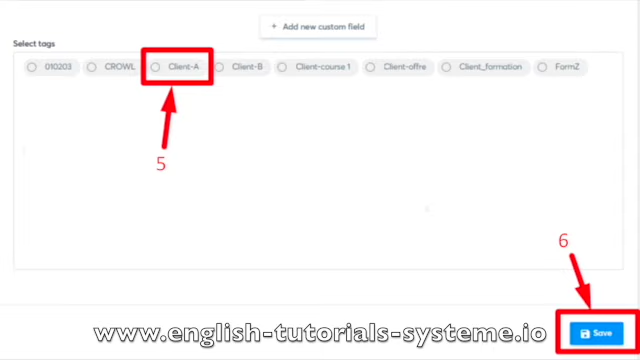 + Add new custom field
Select tags
010203 CROWL Client-A Client-B Client-course 1 Client-offre Client_formation FormZ
5
6
Save
www.english-tutorials-systeme.io